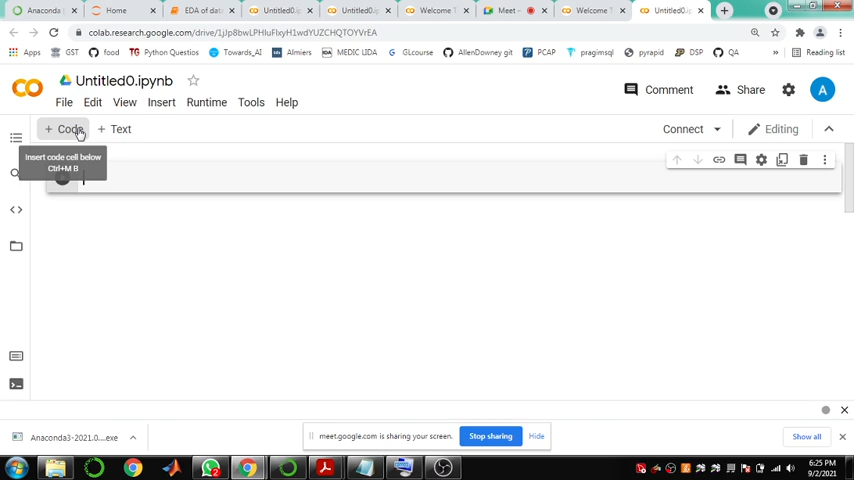 Anaconda |
Home
EDA of dat
Untitled0.ip
Untitled0.ip
Welcome T
Meet -
Welcome T
Untitled0.ip
colab.research.google.com/drive/1jJp8bwLPHIuFlxyH1wdYUZCHQTOYVrEA
Apps
GST
food
Python Questios
Towards_AI
Almiers
MEDIC LIDA
GLcourse
AllenDowney git
PCAP
pragimsql
pyrapid
DSP
QA
»
Reading list
Untitled0.ipynb
Comment
Share
A
File Edit View Insert Runtime Tools Help
+ Code + Text
Connect
Editing
Insert code cell below
Ctrl+M B
Anaconda3-2021.0....exe
meet.google.com is sharing your screen.
Stop sharing
Hide
Show all
2
6:25 PM
9/2/2021